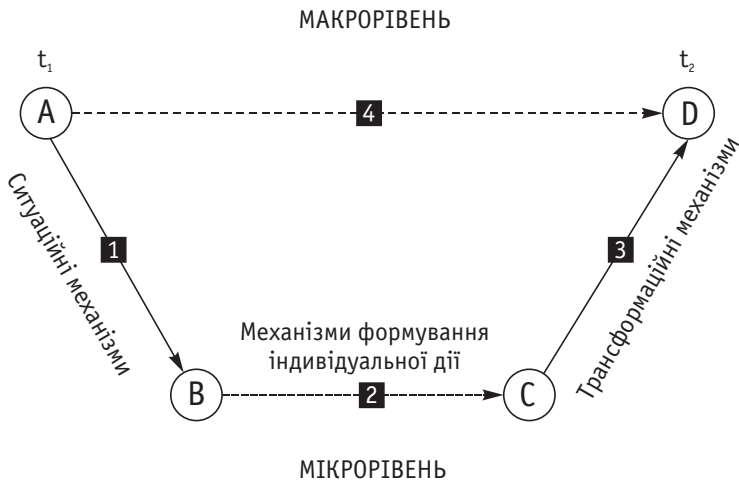 МАКРОРІВЕНЬ
t₁
t₂
A
4
D
Ситуаційні механізми
1
3
Трансформаційні механізми
Механізми формування
індивідуальної дії
B
2
C
МІКРОРІВЕНЬ